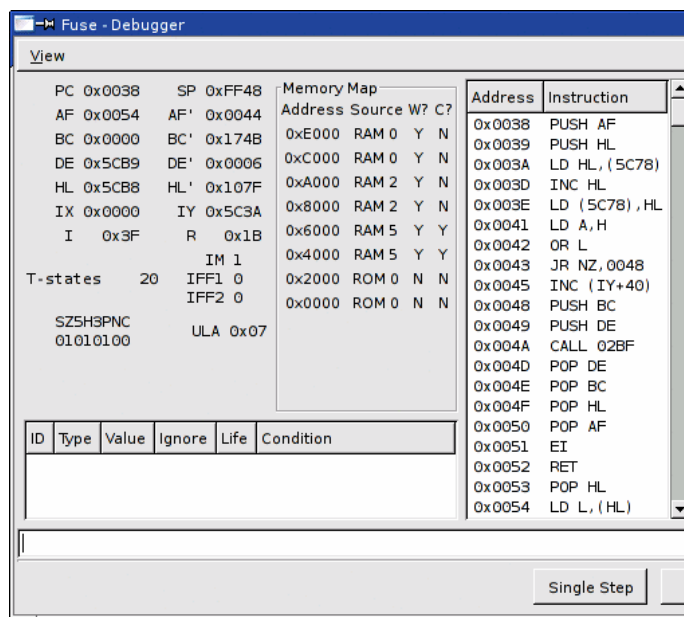 Fuse - Debugger
View
PC 0x0038 SP 0xFF48
AF 0x0054 AF' 0x0044
BC 0x0000 BC' 0x174B
DE 0x5CB9 DE' 0x0006
HL 0x5CB8 HL' 0x107F
IX 0x0000 IY 0x5C3A
I 0x3F R 0x1B
IM 1
T-states 20 IFF1 0
IFF2 0
SZ5H3PNC
01010100
ULA 0x07
Memory Map
Address Source W? C?
0xE000 RAM 0 Y N
0xC000 RAM 0 Y N
0xA000 RAM 2 Y N
0x8000 RAM 2 Y N
0x6000 RAM 5 Y Y
0x4000 RAM 5 Y Y
0x2000 ROM 0 N N
0x0000 ROM 0 N N
Address Instruction
0x0038 PUSH AF
0x0039 PUSH HL
0x003A LD HL,(5C78)
0x003D INC HL
0x003E LD (5C78),HL
0x0041 LD A,H
0x0042 OR L
0x0043 JR NZ,0048
0x0045 INC (IY+40)
0x0048 PUSH BC
0x0049 PUSH DE
0x004A CALL 02BF
0x004D POP DE
0x004E POP BC
0x004F POP HL
0x0050 POP AF
0x0051 EI
0x0052 RET
0x0053 POP HL
0x0054 LD L,(HL)
ID Type Value Ignore Life Condition
Single Step